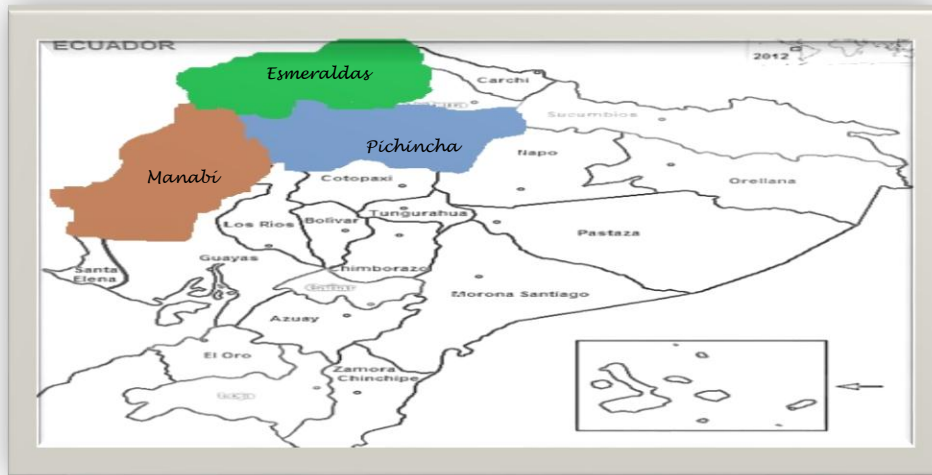 ECUADOR
2012
Esmeraldas
Carchi
Sucumbios
Pichincha
Napo
Manabí
Cotopaxi
Orellana
Tungurahua
Los Rios
Bolivar
Pastaza
Guayas
Santa
Elena
Chimborazo
Morona Santiago
Azuay
El Oro
Zamora
Chinchipe